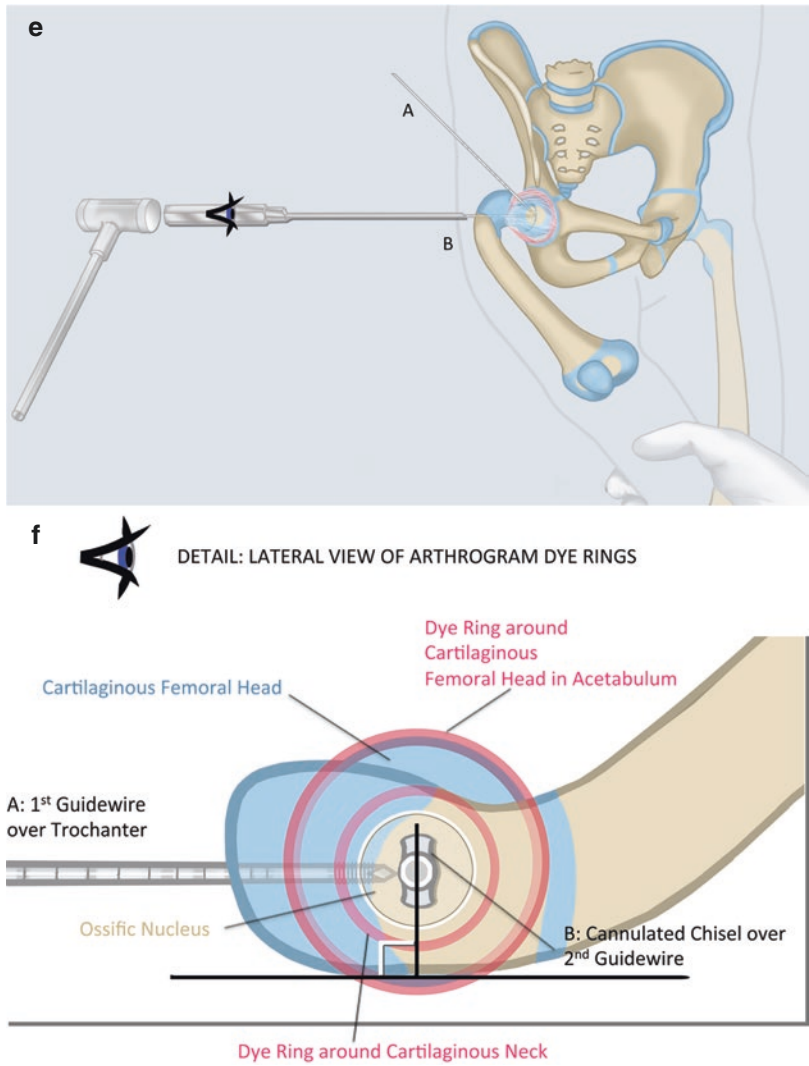 e
A
B
f
DETAIL: LATERAL VIEW OF ARTHROGRAM DYE RINGS
Dye Ring around
Cartilaginous
Femoral Head in Acetabulum
Cartilaginous Femoral Head
A: 1st Guidewire
over Trochanter
Ossific Nucleus
B: Cannulated Chisel over
2nd Guidewire
Dye Ring around Cartilaginous Neck